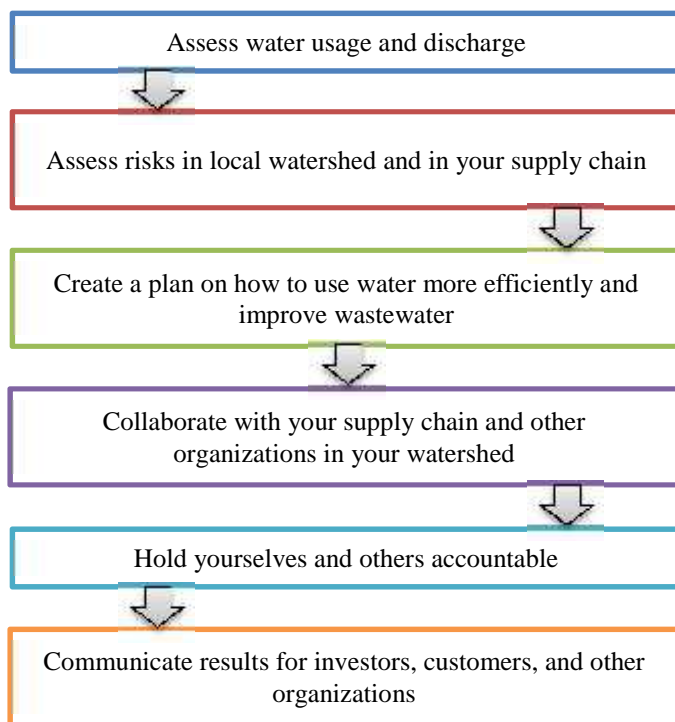 Assess water usage and discharge
Assess risks in local watershed and in your supply chain
Create a plan on how to use water more efficiently and
improve wastewater
Collaborate with your supply chain and other
organizations in your watershed
Hold yourselves and others accountable
Communicate results for investors, customers, and other
organizations